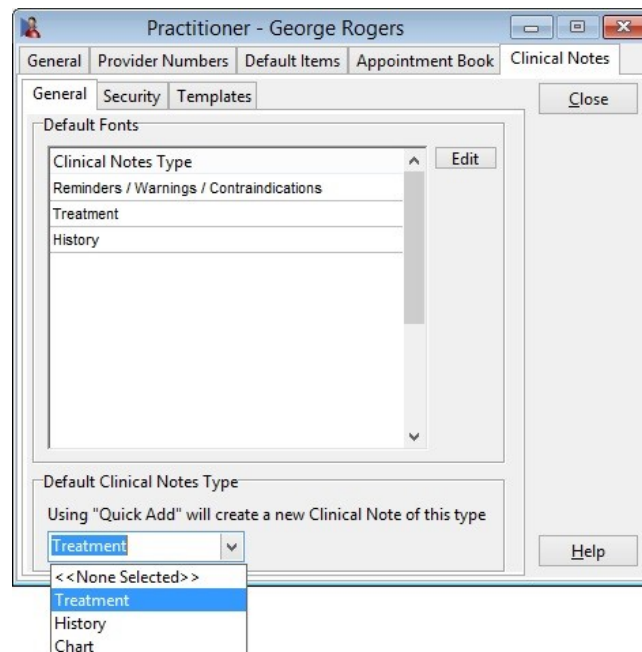 Practitioner - George Rogers
General Provider Numbers Default Items Appointment Book Clinical Notes
General Security Templates
Close
Default Fonts
Clinical Notes Type
Edit
Reminders / Warnings / Contraindications
Treatment
History
Default Clinical Notes Type
Using "Quick Add" will create a new Clinical Note of this type
Treatment
Help
<<None Selected>>
Treatment
History
Chart